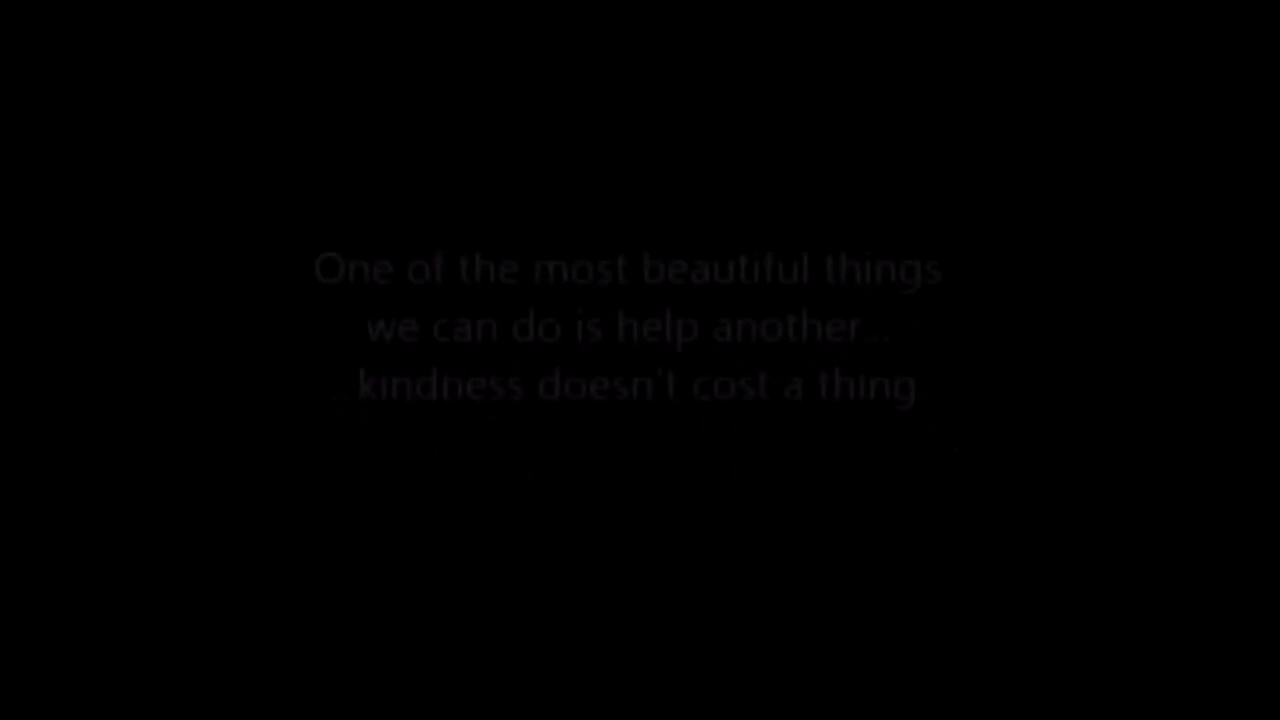 One of the most beautiful things
we can do is help another...
...kindness doesn't cost a thing